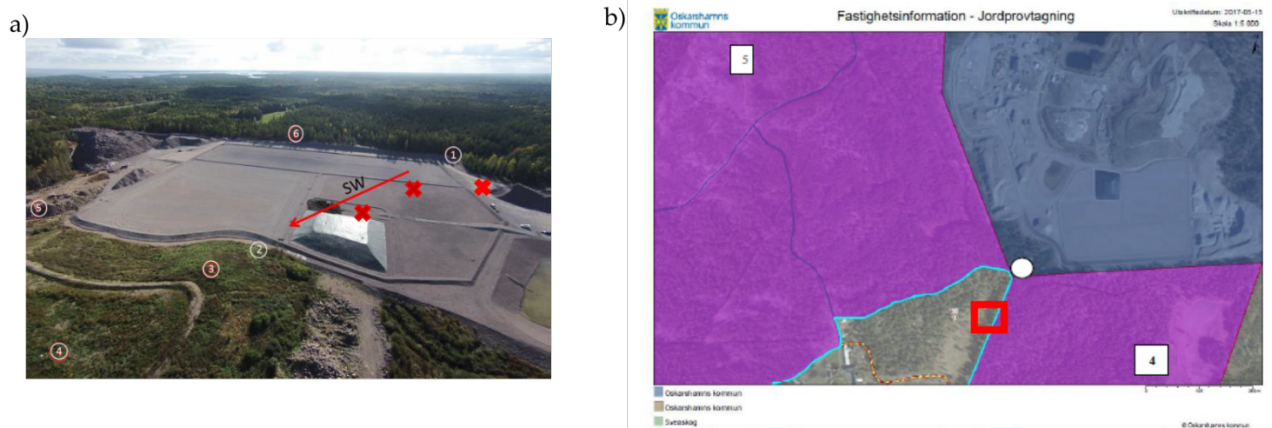 a)
6
1
SW
5
2
3
4
b)
Oskarshamns
kommun
Fastighetsinformation - Jordprovtagning
Utskriftsdatum: 2017-05-15
Skala 1:5 000
5
4
Oskarshamns kommun
Oskarshamns kommun
Sveaskog
© Oskarshamns kommun